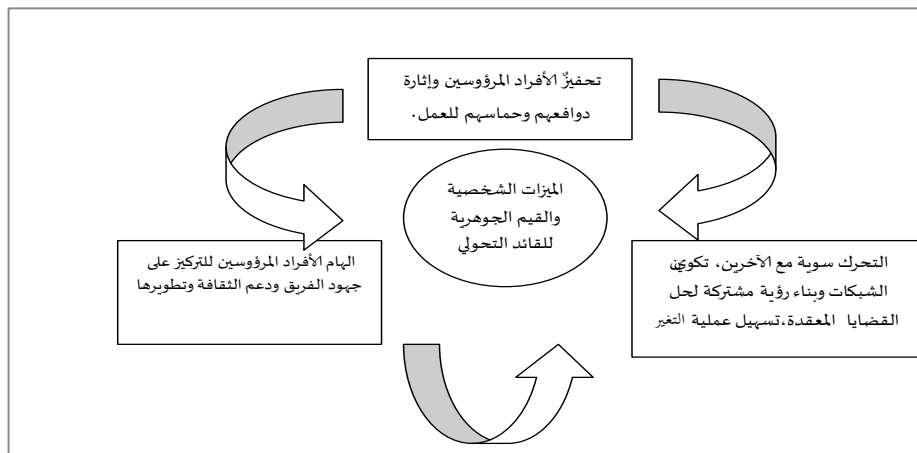 تحفيزٌ الأفراد المرؤوسين وإثارة
دوافعهم وحماسهم للعمل.
الميزات الشخصية
والقيم الجوهرية
للقائد التحولي
التحرك سوية مع الآخرين، تكوين
الشبكات وبناء رؤية مشتركة لحل
القضايا المعقدة،تسهيل عملية التغير
الهام الأفراد المرؤوسين للتركيز على
جهود الفريق ودعم الثقافة وتطويرها